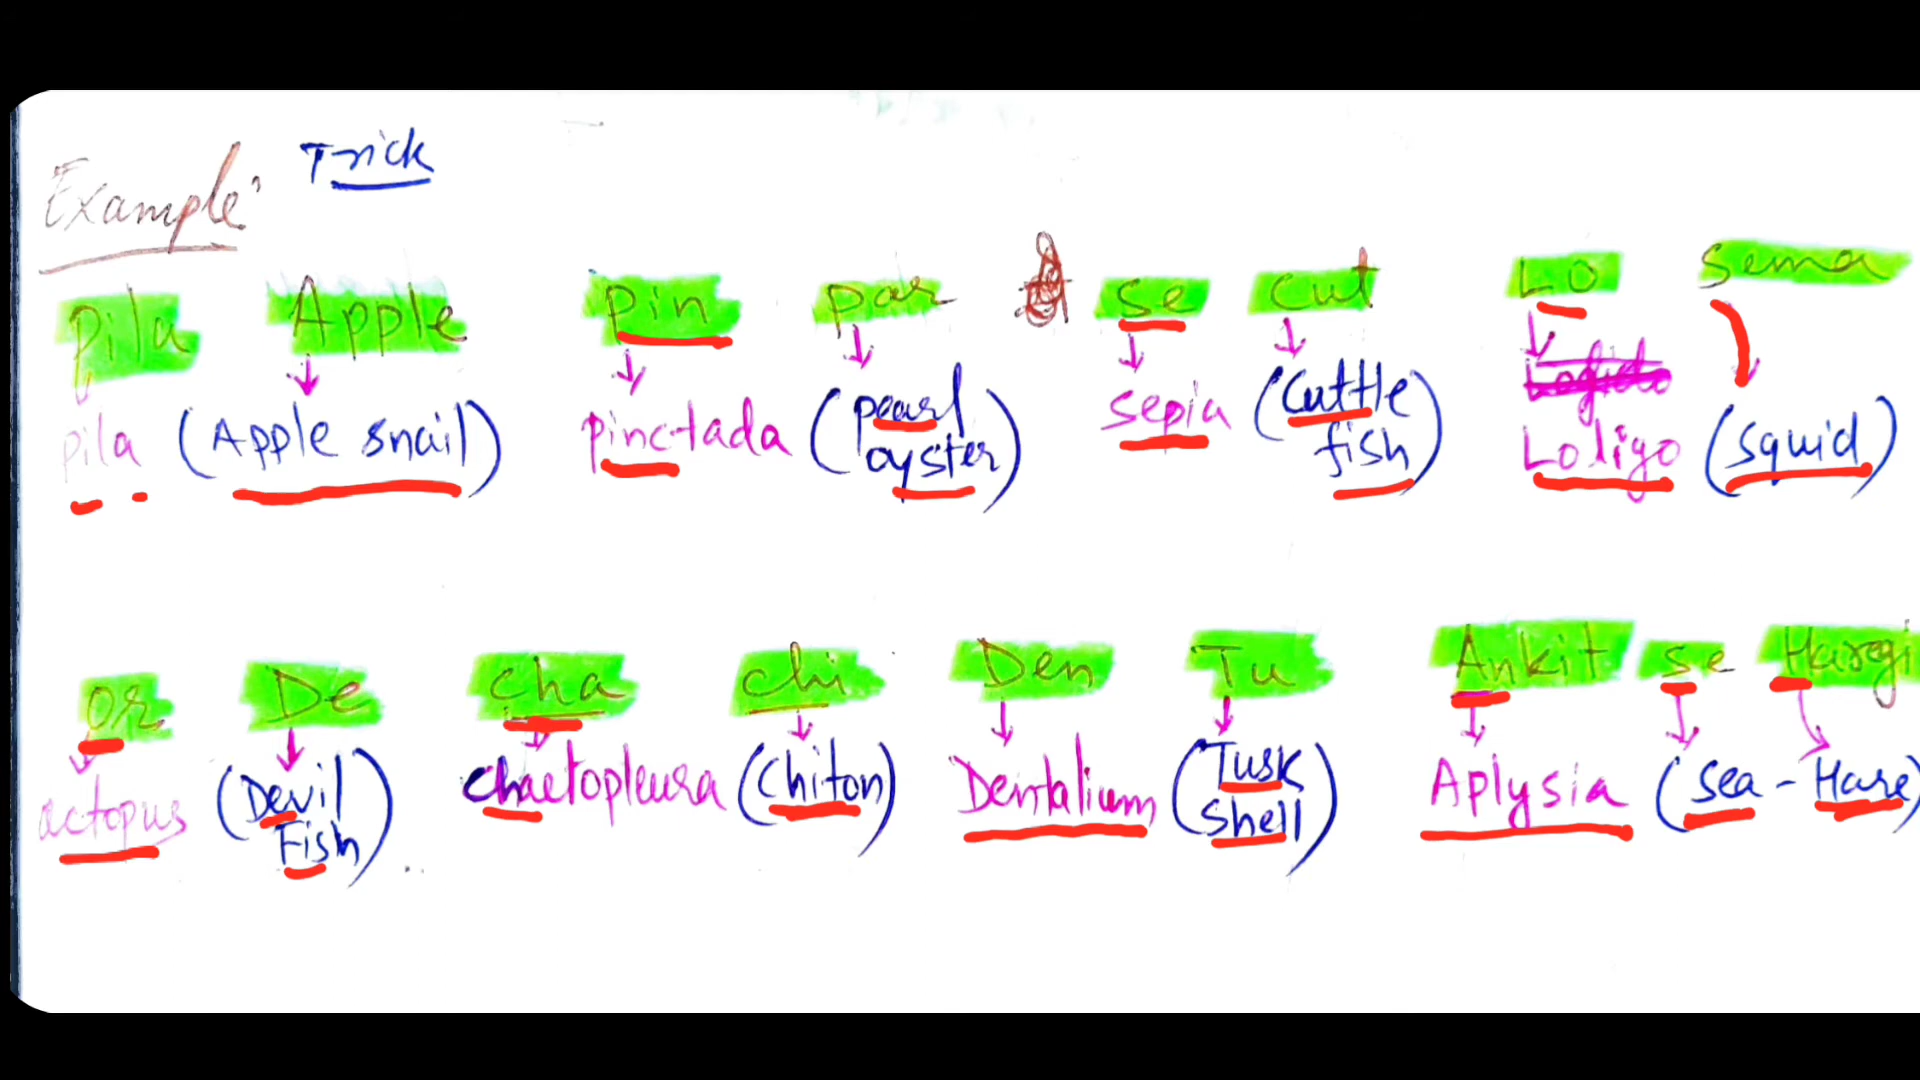 Example:
Trick
pila Apple pin par se cut Lo Sema
pila (Apple snail) pinctada (pearl oyster) sepia (Cuttle fish) Loligo (squid)
or De cha chi Den Tu Ankit se Haregi
octopus (Devil Fish) chaetopleura (chiton) Dentalium (Tusk shell) Aplysia (sea-Hare)